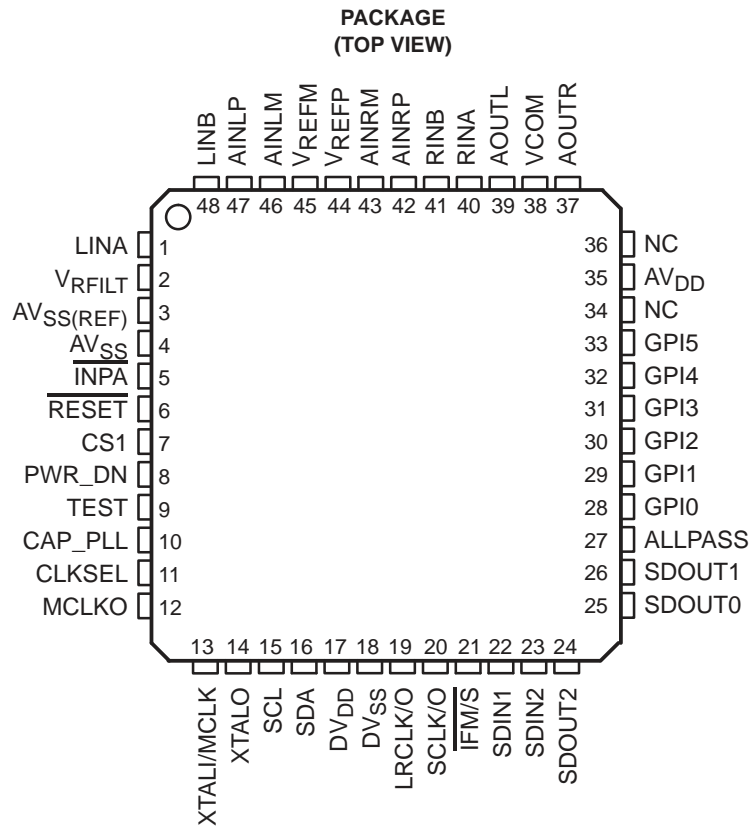 PACKAGE
(TOP VIEW)
LINB
AINLP
AINLM
VREFM
VREFP
AINRM
AINRP
RINB
RINA
AOUTL
VCOM
AOUTR
48 47 46 45 44 43 42 41 40 39 38 37
LINA 1
VRFILT 2
AVSS(REF) 3
AVSS 4
INPA 5
RESET 6
CS1 7
PWR_DN 8
TEST 9
CAP_PLL 10
CLKSEL 11
MCLKO 12
36 NC
35 AVDD
34 NC
33 GPI5
32 GPI4
31 GPI3
30 GPI2
29 GPI1
28 GPI0
27 ALLPASS
26 SDOUT1
25 SDOUT0
13 14 15 16 17 18 19 20 21 22 23 24
XTALI/MCLK
XTALO
SCL
SDA
DVDD
DVSS
LRCLK/O
SCLK/O
IFM/S
SDIN1
SDIN2
SDOUT2